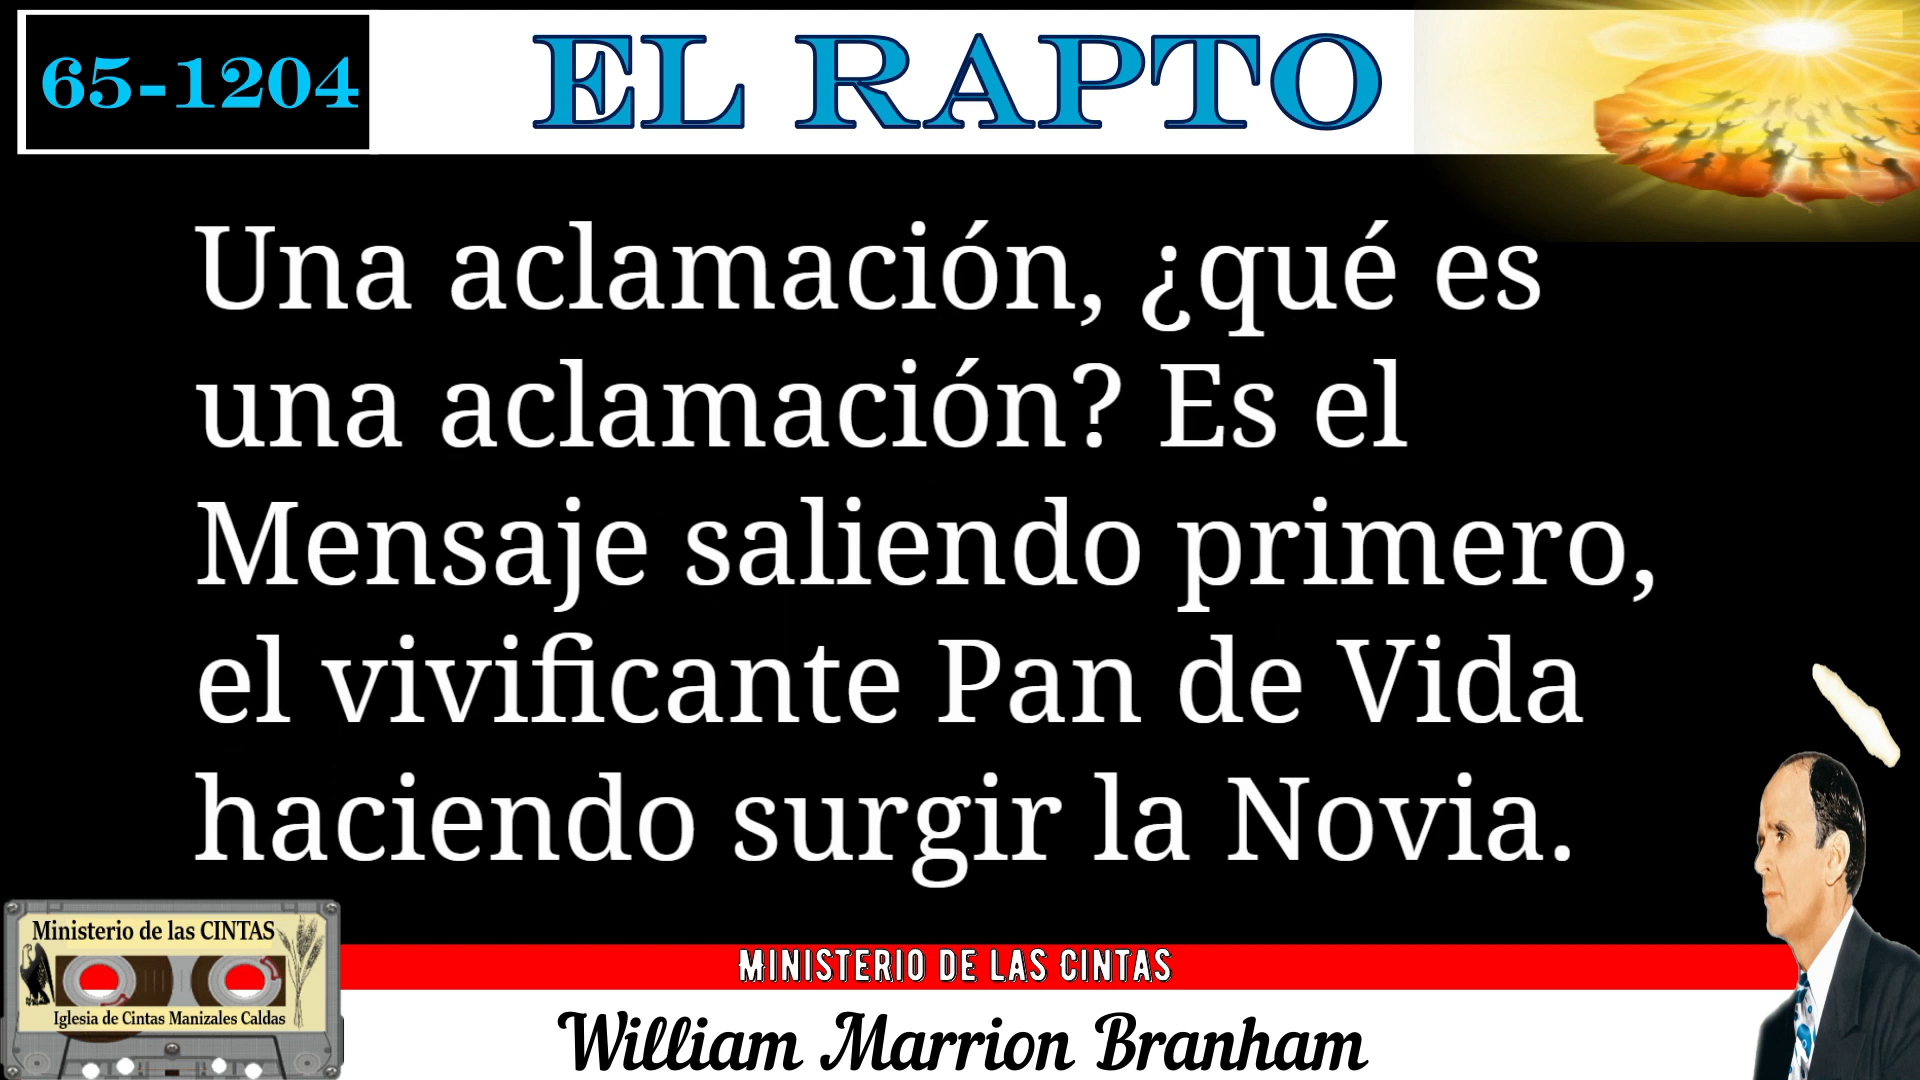 65-1204
EL RAPTO
Una aclamación, ¿qué es
una aclamación? Es el
Mensaje saliendo primero,
el vivificante Pan de Vida
haciendo surgir la Novia.
Ministerio de las CINTAS
Iglesia de Cintas Manizales Caldas
MINISTERIO DE LAS CINTAS
William Marrion Branham